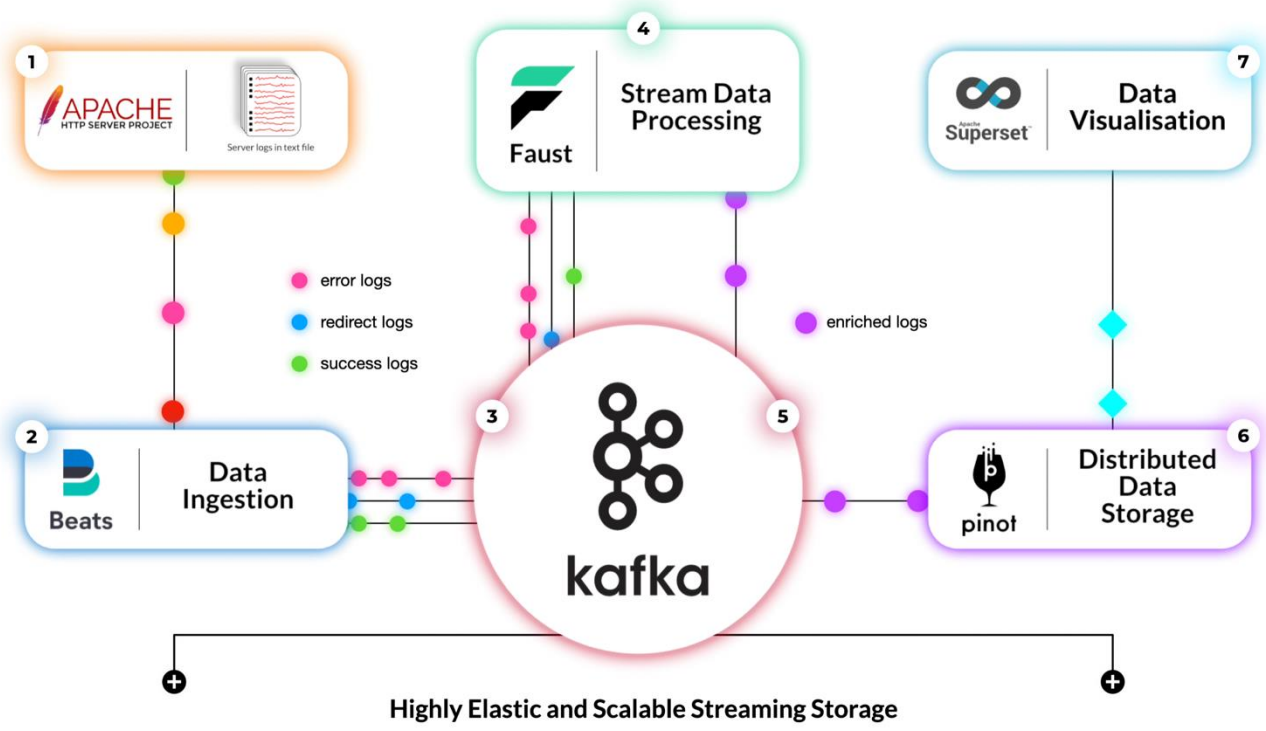 1
APACHE
HTTP SERVER PROJECT
Server logs in text file
4
Faust
Stream Data
Processing
7
Apache
Superset™
Data
Visualisation
error logs
redirect logs
success logs
enriched logs
2
Beats
Data
Ingestion
3
5
kafka
6
pinot
Distributed
Data
Storage
Highly Elastic and Scalable Streaming Storage